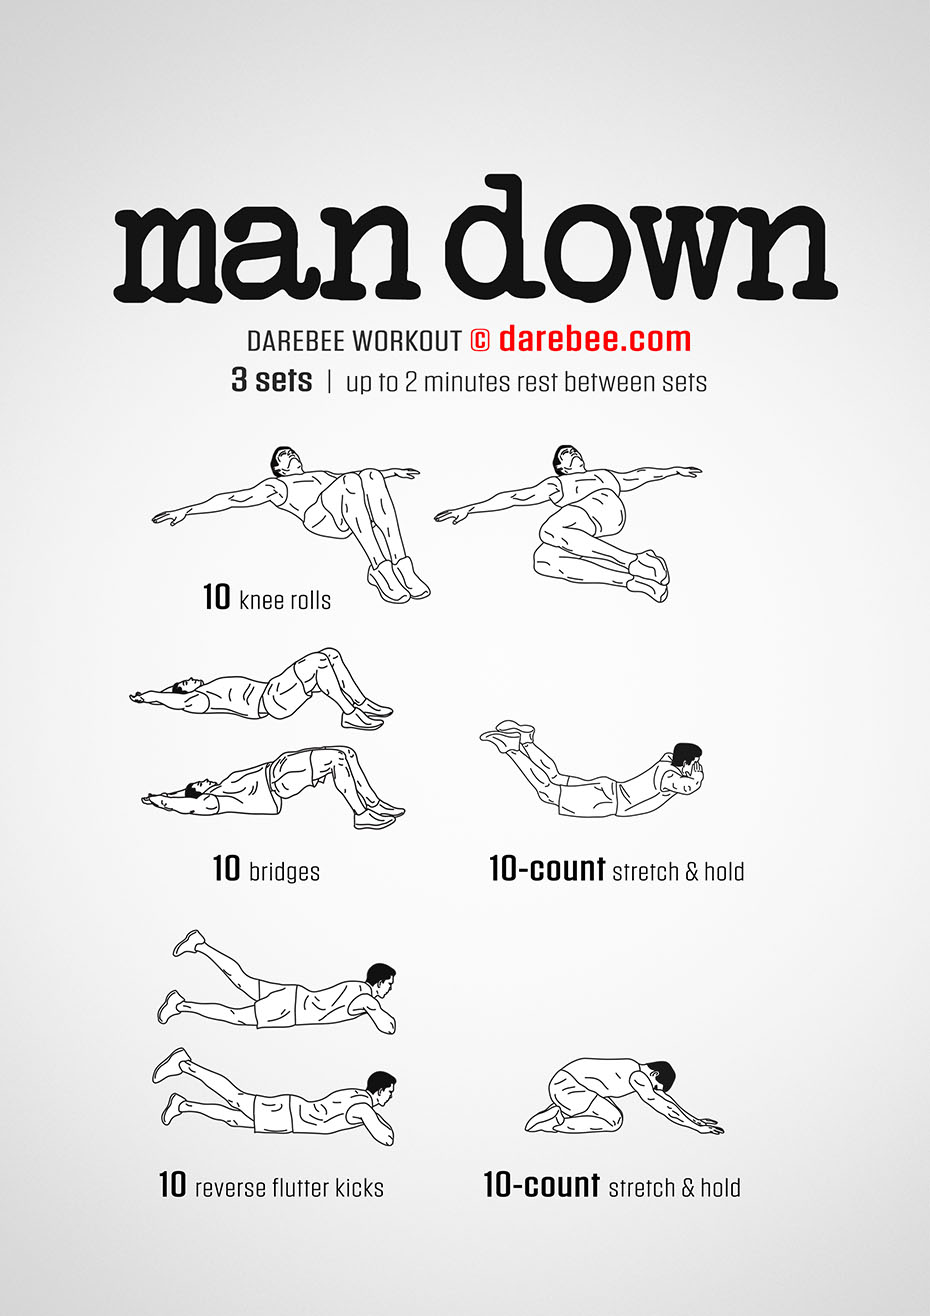 man down
DAREBEE WORKOUT © darebee.com
3 sets | up to 2 minutes rest between sets
10 knee rolls
10 bridges
10-count stretch & hold
10 reverse flutter kicks
10-count stretch & hold